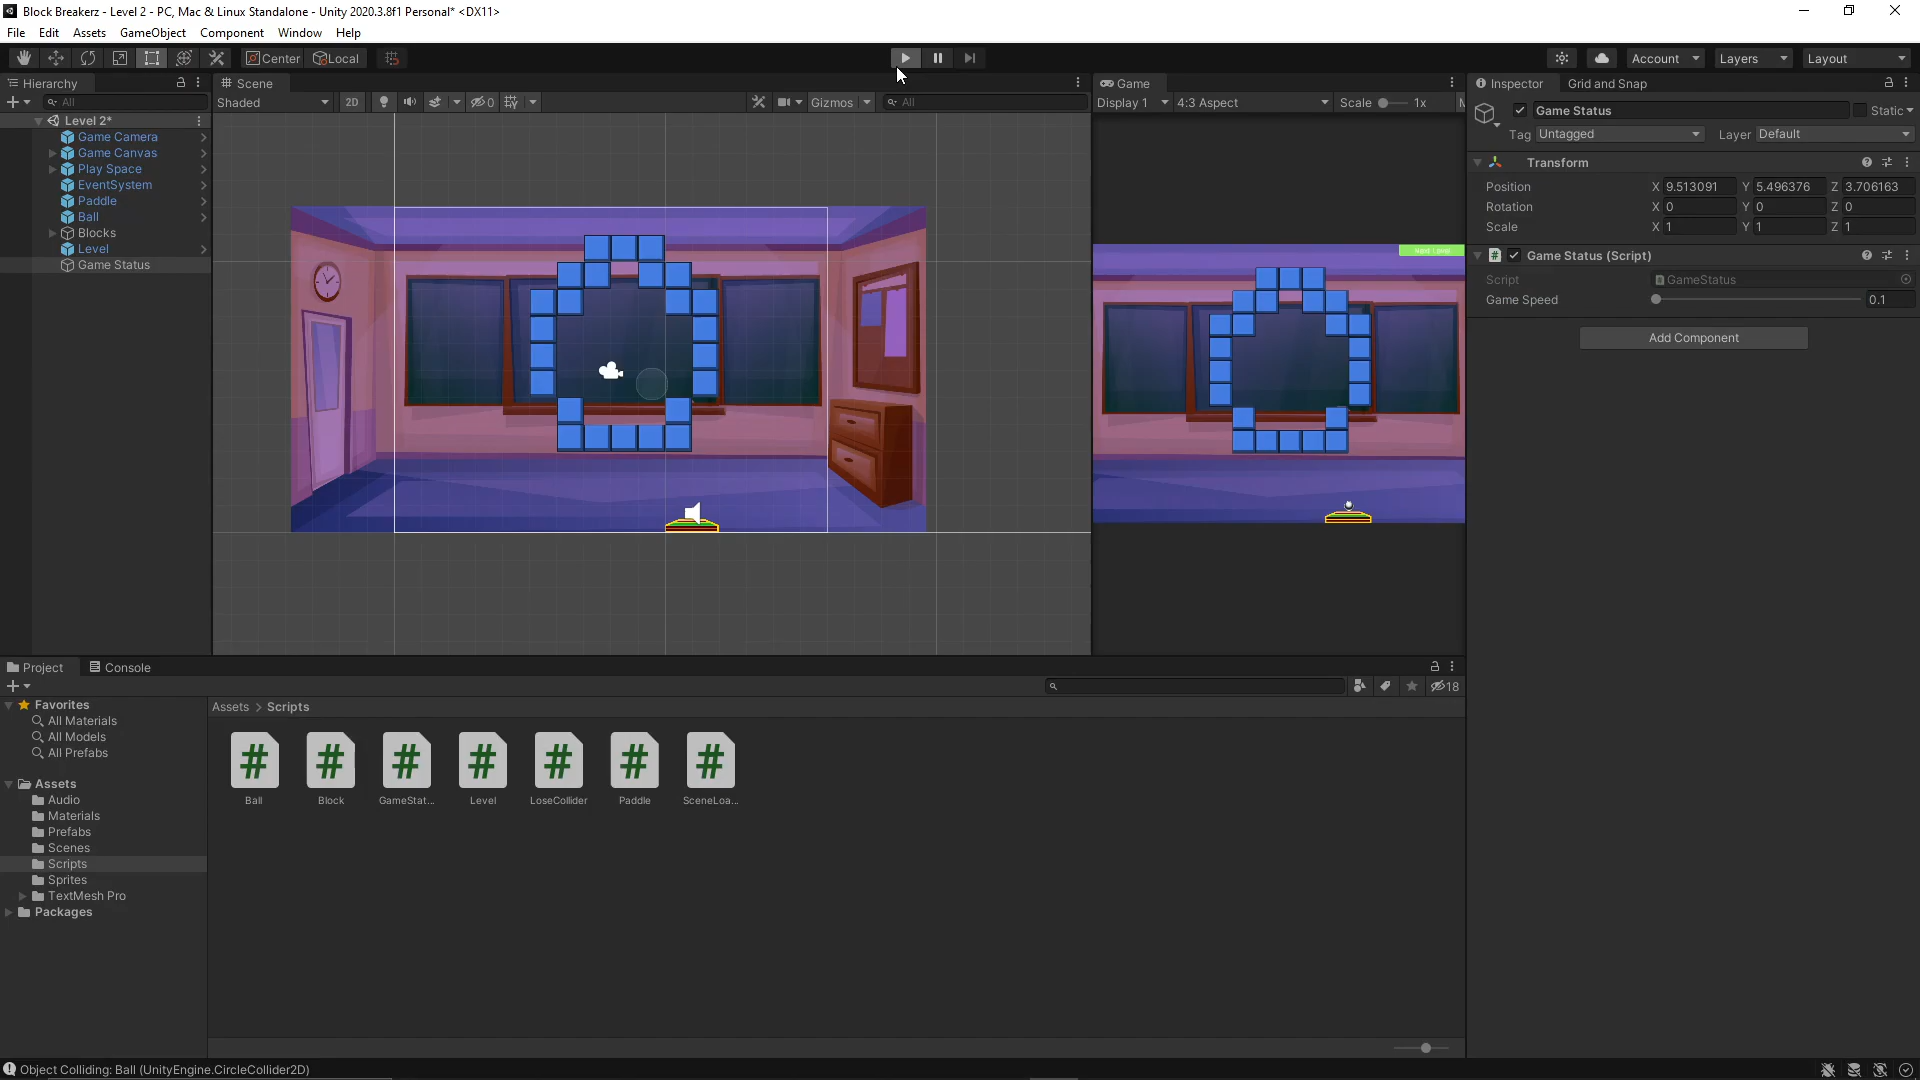 Block Breakerz - Level 2 - PC, Mac & Linux Standalone - Unity 2020.3.8f1 Personal* <DX11>
File Edit Assets GameObject Component Window Help
Center Local
Account Layers Layout
Hierarchy
All
Level 2*
Game Camera
Game Canvas
Play Space
EventSystem
Paddle
Ball
Blocks
Level
Game Status
Scene
Shaded 2D 0 Gizmos All
Game
Display 1 4:3 Aspect Scale 1x M
Next Level
Inspector Grid and Snap
Game Status Static
Tag Untagged Layer Default
Transform
Position X 9.513091 Y 5.496376 Z 3.706163
Rotation X 0 Y 0 Z 0
Scale X 1 Y 1 Z 1
# Game Status (Script)
Script GameStatus
Game Speed 0.1
Add Component
Project Console
18
Favorites
All Materials
All Models
All Prefabs
Assets
Audio
Materials
Prefabs
Scenes
Scripts
Sprites
TextMesh Pro
Packages
Assets > Scripts
# # # # # # #
Ball Block GameStat... Level LoseCollider Paddle SceneLoa...
Object Colliding: Ball (UnityEngine.CircleCollider2D)